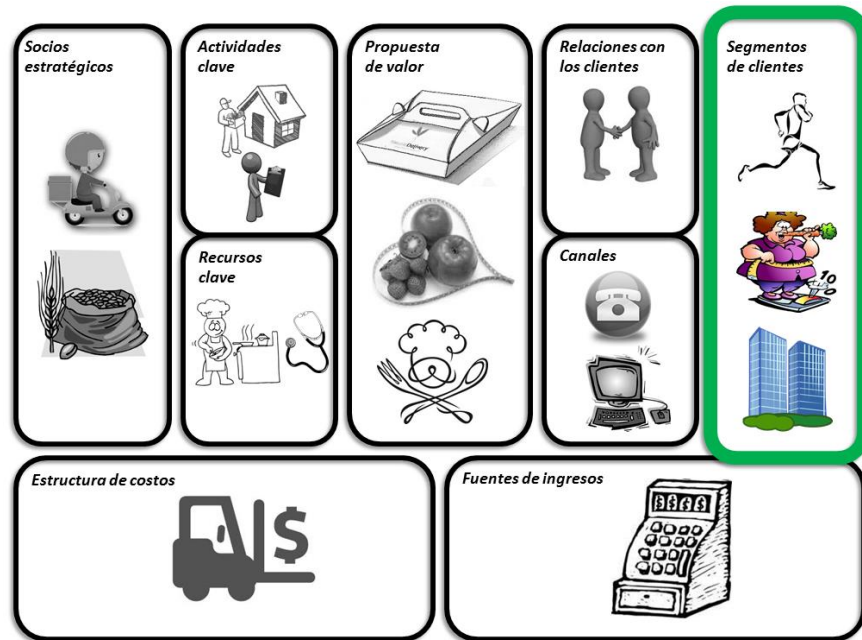 Socios
estratégicos
Actividades
clave
Propuesta
de valor
Relaciones con
los clientes
Segmentos
de clientes
Recursos
clave
Canales
Estructura de costos
$
Fuentes de ingresos
$$$$